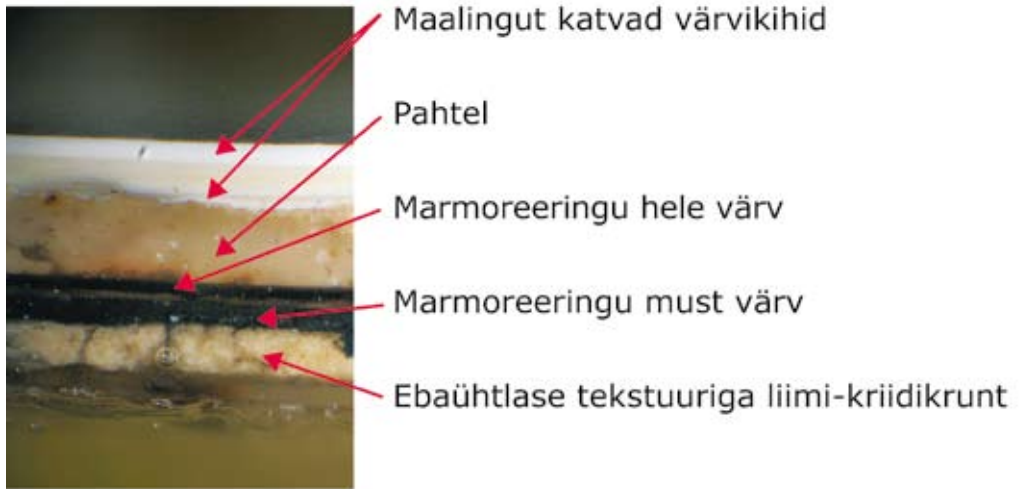 Maalingut katvad värvikihid
Pahtel
Marmoreeringu hele värv
Marmoreeringu must värv
Ebaühtlase tekstuuriga liimi-kriidikrunt